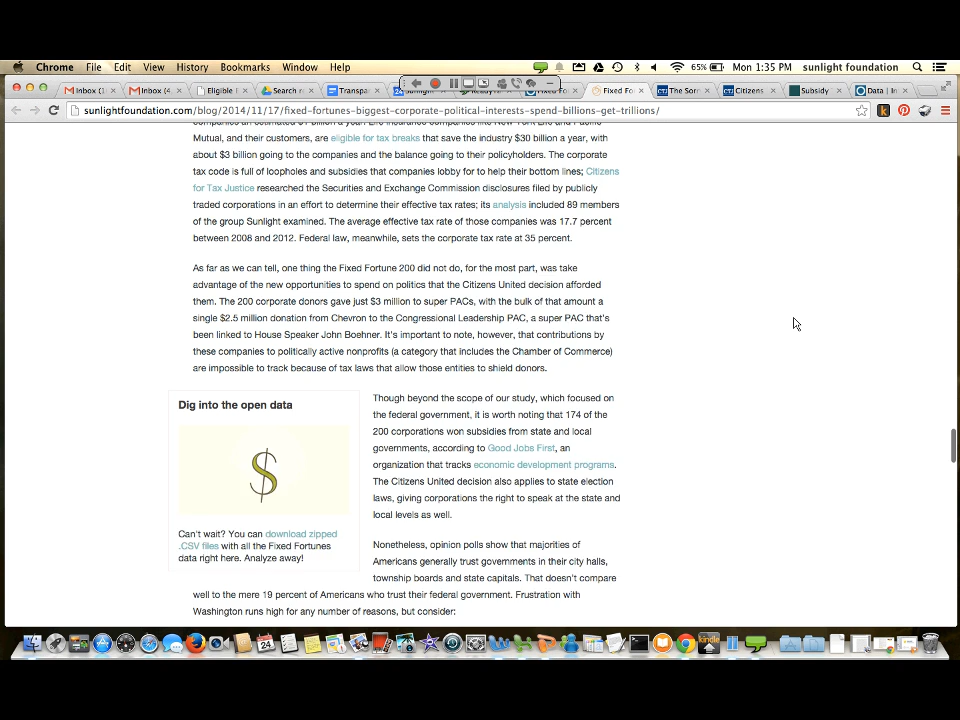 Chrome File Edit View History Bookmarks Window Help 65% Mon 1:35 PM sunlight foundation
Inbox (1 Inbox (4 Eligible Search r Transpa Fixed Fo The Sorr Citizens Subsidy Data | In
sunlightfoundation.com/blog/2014/11/17/fixed-fortunes-biggest-corporate-political-interests-spend-billions-get-trillions/
Mutual, and their customers, are eligible for tax breaks that save the industry $30 billion a year, with
about $3 billion going to the companies and the balance going to their policyholders. The corporate
tax code is full of loopholes and subsidies that companies lobby for to help their bottom lines; Citizens
for Tax Justice researched the Securities and Exchange Commission disclosures filed by publicly
traded corporations in an effort to determine their effective tax rates; its analysis included 89 members
of the group Sunlight examined. The average effective tax rate of those companies was 17.7 percent
between 2008 and 2012. Federal law, meanwhile, sets the corporate tax rate at 35 percent.
As far as we can tell, one thing the Fixed Fortune 200 did not do, for the most part, was take
advantage of the new opportunities to spend on politics that the Citizens United decision afforded
them. The 200 corporate donors gave just $3 million to super PACs, with the bulk of that amount a
single $2.5 million donation from Chevron to the Congressional Leadership PAC, a super PAC that's
been linked to House Speaker John Boehner. It's important to note, however, that contributions by
these companies to politically active nonprofits (a category that includes the Chamber of Commerce)
are impossible to track because of tax laws that allow those entities to shield donors.
Dig into the open data
$
Can't wait? You can download zipped
.CSV files with all the Fixed Fortunes
data right here. Analyze away!
Though beyond the scope of our study, which focused on
the federal government, it is worth noting that 174 of the
200 corporations won subsidies from state and local
governments, according to Good Jobs First, an
organization that tracks economic development programs.
The Citizens United decision also applies to state election
laws, giving corporations the right to speak at the state and
local levels as well.
Nonetheless, opinion polls show that majorities of
Americans generally trust governments in their city halls,
township boards and state capitals. That doesn't compare
well to the mere 19 percent of Americans who trust their federal government. Frustration with
Washington runs high for any number of reasons, but consider: